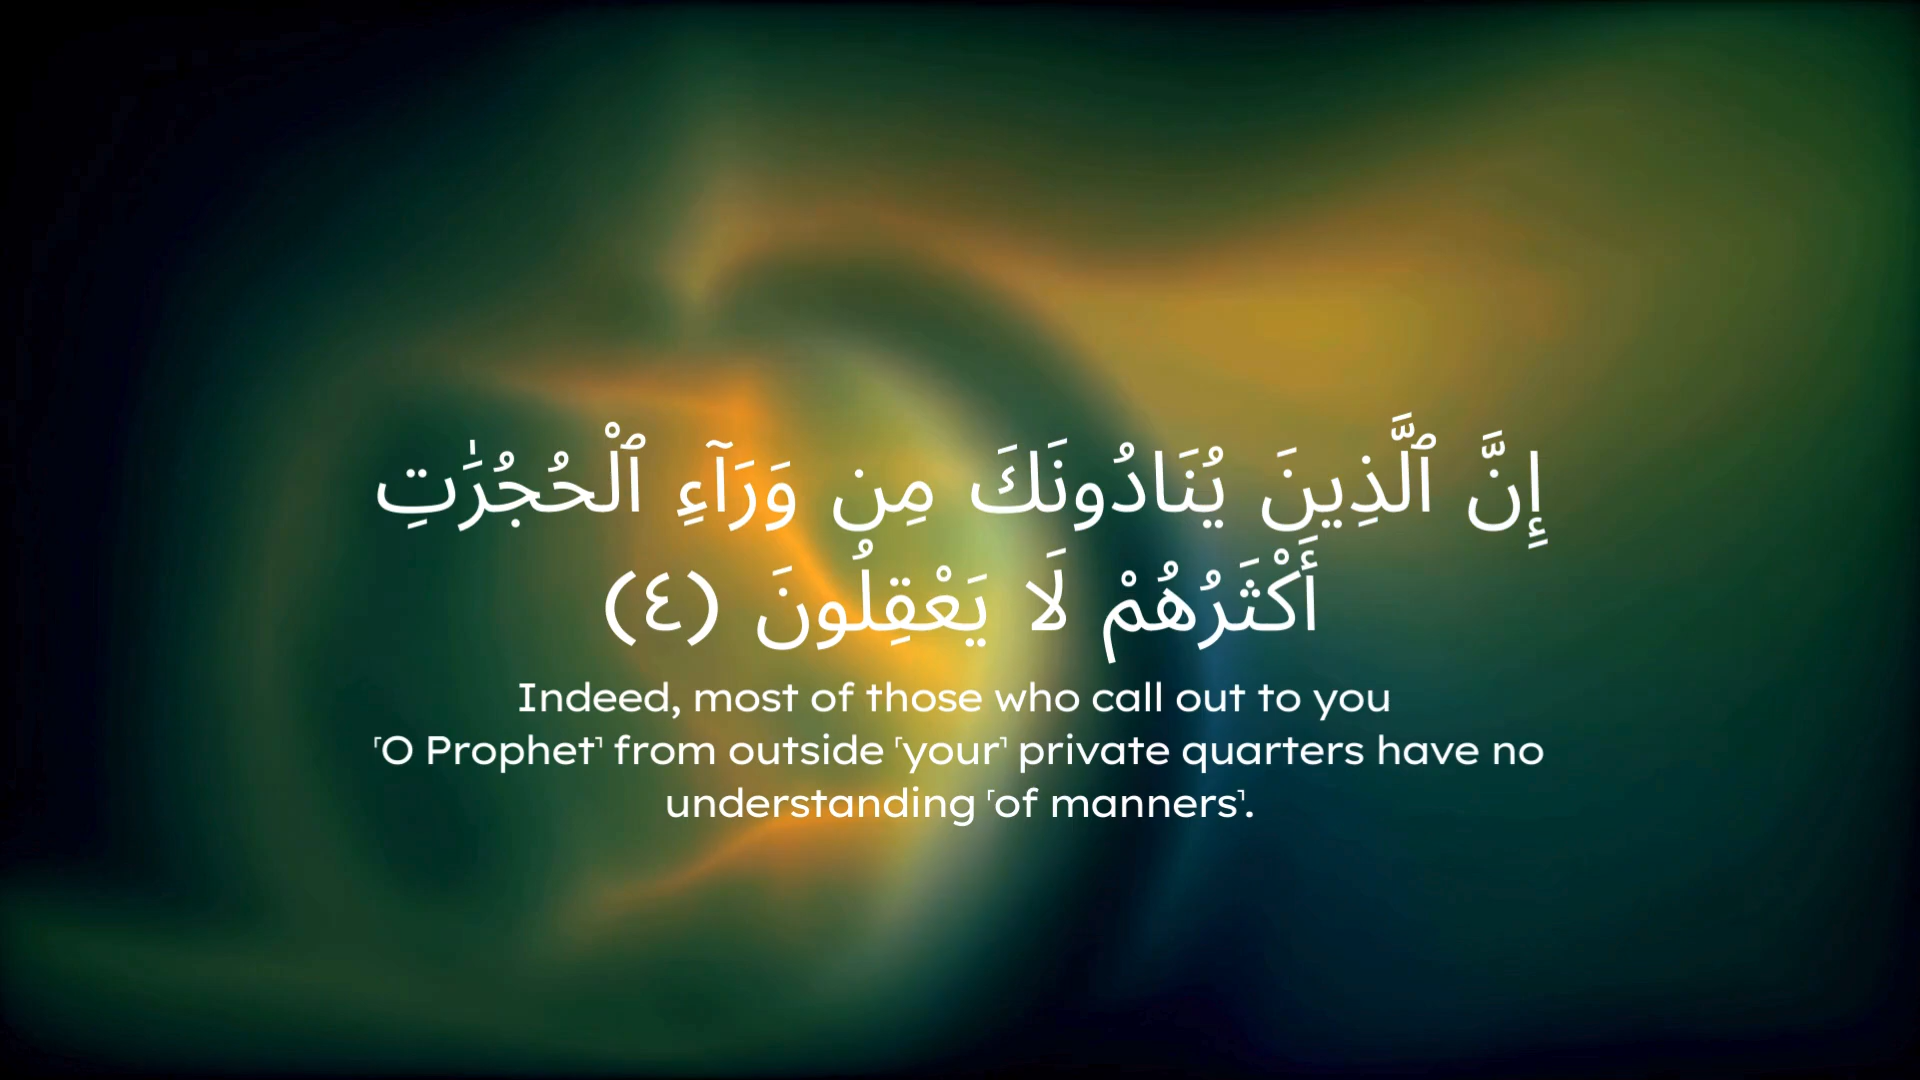 إِنَّ ٱلَّذِينَ يُنَادُونَكَ مِن وَرَآءِ ٱلْحُجُرَٰتِ
أَكْثَرُهُمْ لَا يَعْقِلُونَ (٤)
Indeed, most of those who call out to you
⸢O Prophet⸣ from outside ⸢your⸣ private quarters have no
understanding ⸢of manners⸣.